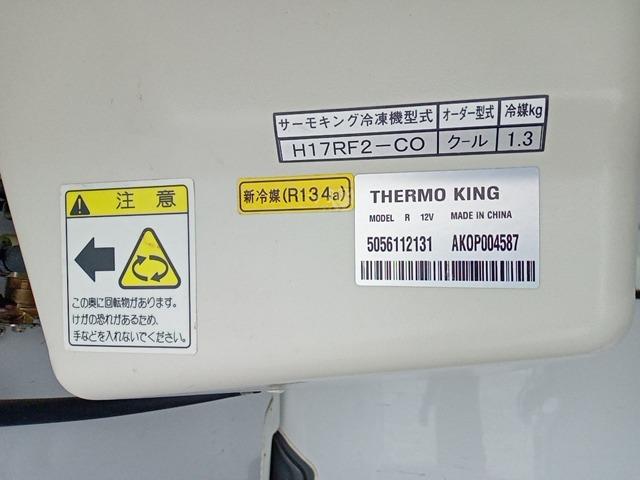 サーモキング冷凍機型式 オーダー型式 冷媒kg
H17RF2-CO クール 1.3
新冷媒(R134a)
THERMO KING
MODEL R 12V MADE IN CHINA
5056112131 AKOP004587
注 意
この奥に回転物があります。
けがの恐れがあるため、
手などを入れないでください。